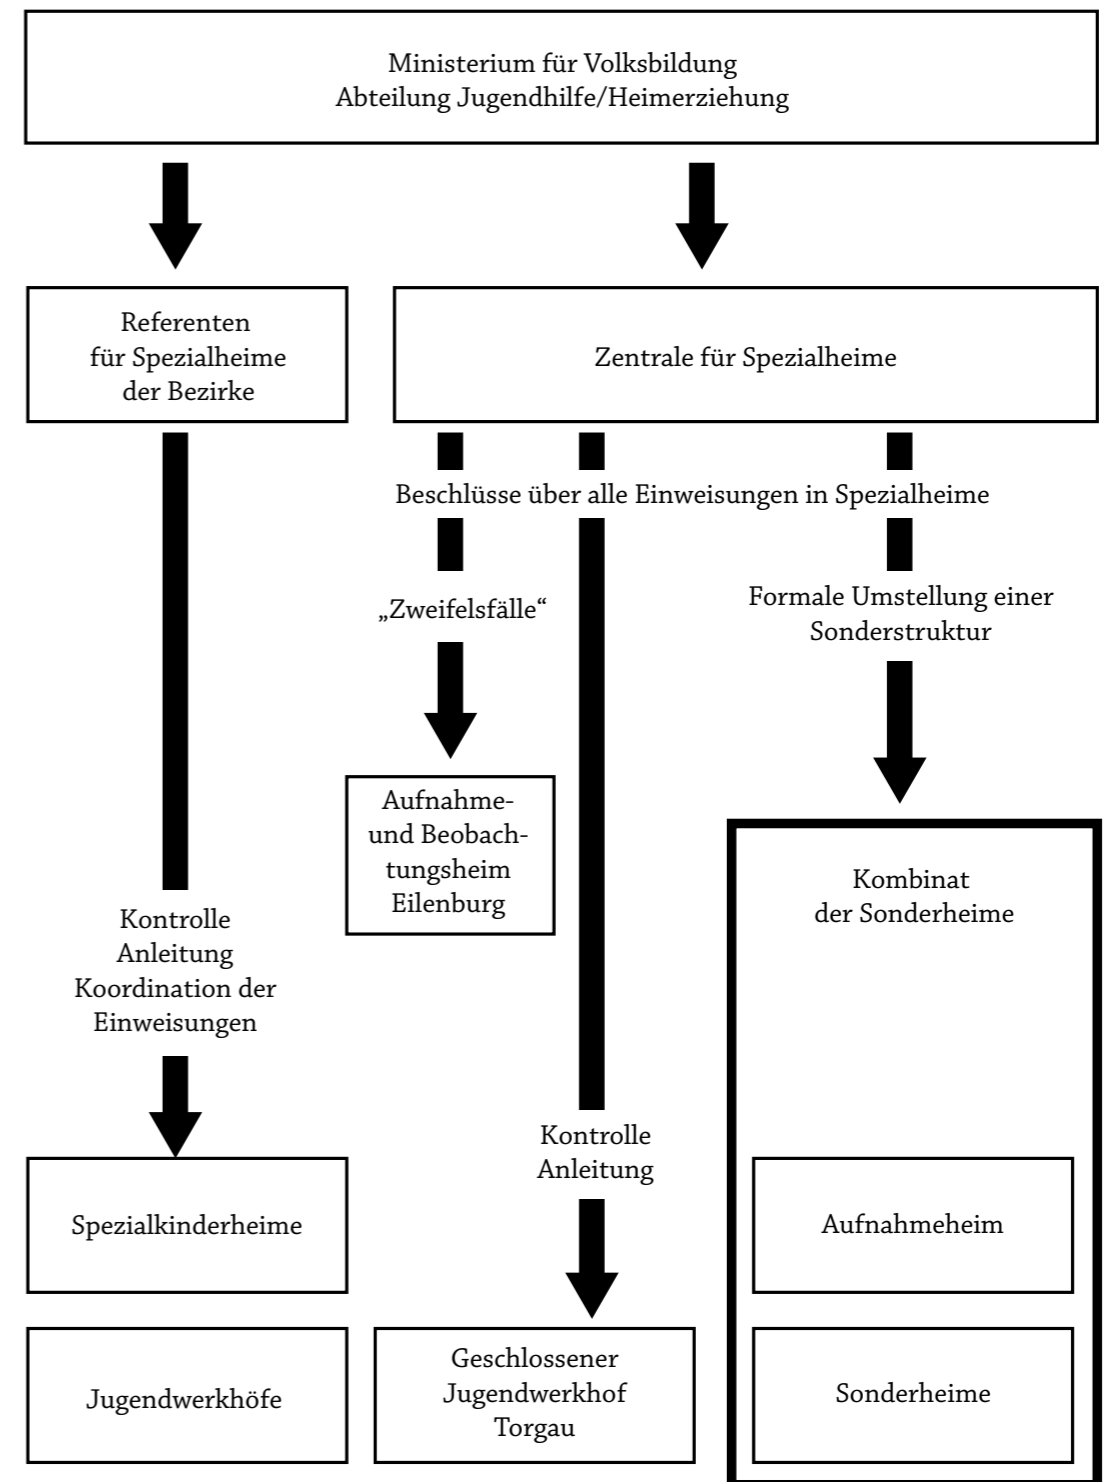 Ministerium für Volksbildung
Abteilung Jugendhilfe/Heimerziehung
Referenten
für Spezialheime
der Bezirke
Zentrale für Spezialheime
Beschlüsse über alle Einweisungen in Spezialheime
„Zweifelsfälle“
Formale Umstellung einer
Sonderstruktur
Aufnahme-
und Beobach-
tungsheim
Eilenburg
Kombinat
der Sonderheime
Kontrolle
Anleitung
Koordination der
Einweisungen
Kontrolle
Anleitung
Spezialkinderheime
Aufnahmeheim
Jugendwerkhöfe
Geschlossener
Jugendwerkhof
Torgau
Sonderheime